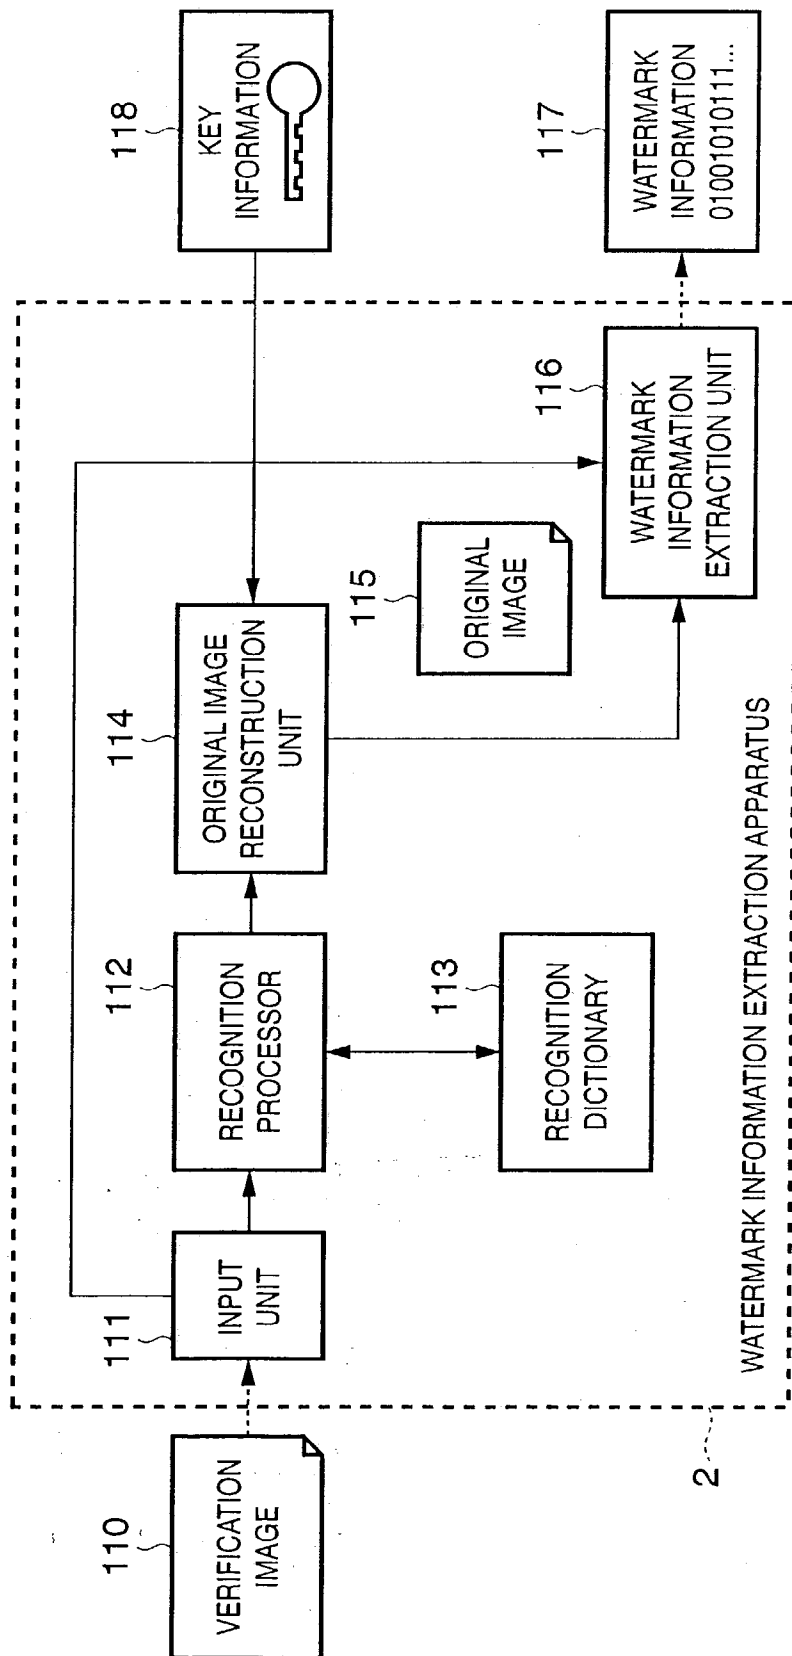 110
VERIFICATION
IMAGE
111
INPUT
UNIT
112
RECOGNITION
PROCESSOR
113
RECOGNITION
DICTIONARY
114
ORIGINAL IMAGE
RECONSTRUCTION
UNIT
115
ORIGINAL
IMAGE
116
WATERMARK
INFORMATION
EXTRACTION UNIT
118
KEY
INFORMATION
117
WATERMARK
INFORMATION
01001010111...
2
WATERMARK INFORMATION EXTRACTION APPARATUS